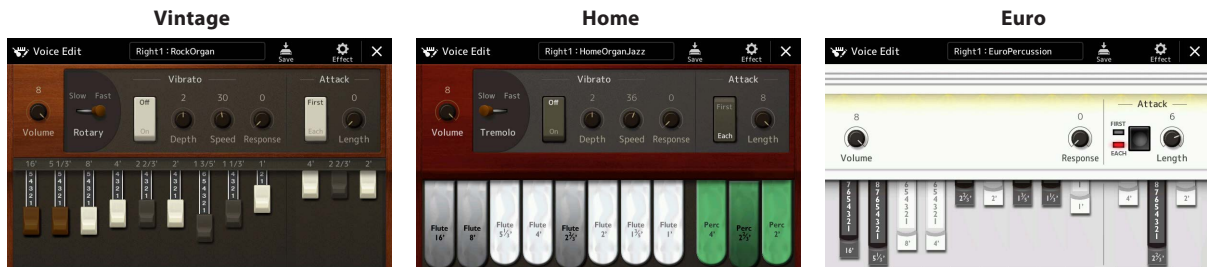 Vintage
Home
Euro
Voice Edit
Right1 : RockOrgan
Save
Effect
8
Volume
Slow Fast
Rotary
Vibrato
Off
On
2
Depth
30
Speed
0
Response
Attack
First
Each
0
Length
16' 5 1/3' 8' 4' 2 2/3' 2' 1 3/5' 1 1/3' 1' 4' 2 2/3' 2'
Voice Edit
Right1 : HomeOrganJazz
Save
Effect
8
Volume
Slow Fast
Tremolo
Vibrato
Off
On
2
Depth
36
Speed
0
Response
Attack
First
Each
8
Length
Flute 16'
Flute 8'
Flute 5⅓'
Flute 4'
Flute 2⅔'
Flute 2'
Flute 1⅗'
Flute 1'
Perc 4'
Perc 2⅔'
Perc 2'
Voice Edit
Right1 : EuroPercussion
Save
Effect
8
Volume
0
Response
Attack
FIRST
EACH
6
Length
16' 5⅓' 8' 4' 2⅔' 2' 1⅗' 1⅓' 1' 4' 2⅔' 2'